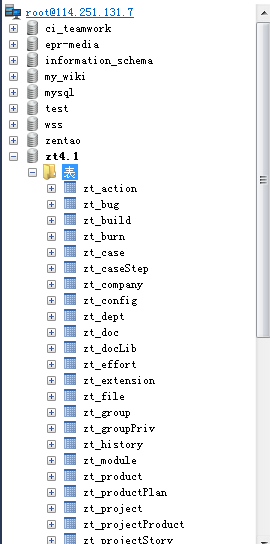 root@114.251.131.7
ci_teamwork
epr-media
information_schema
my_wiki
mysql
test
wss
zentao
zt4.1
表
zt_action
zt_bug
zt_build
zt_burn
zt_case
zt_caseStep
zt_company
zt_config
zt_dept
zt_doc
zt_docLib
zt_effort
zt_extension
zt_file
zt_group
zt_groupPriv
zt_history
zt_module
zt_product
zt_productPlan
zt_project
zt_projectProduct
zt_projectStory